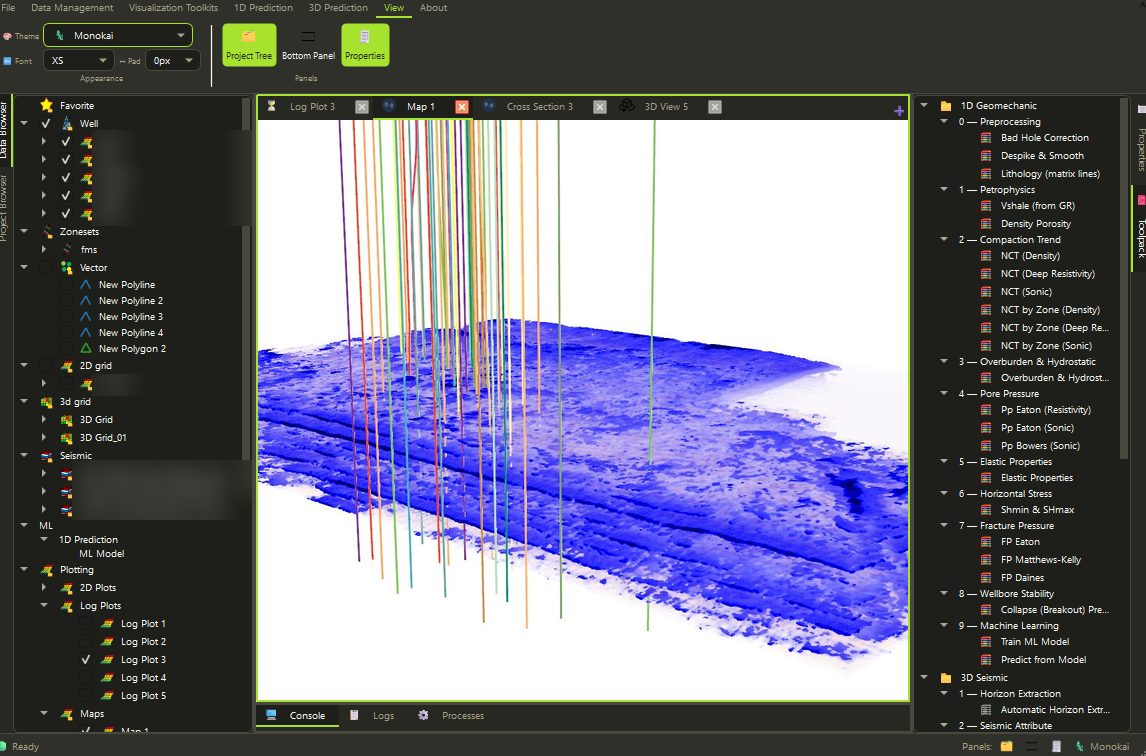 File Data Management Visualization Toolkits 1D Prediction 3D Prediction View About
Theme Monokai
Font XS Pad 0px
Appearance
Project Tree Bottom Panel Properties
Panels
Data Browser
Project Browser
Favorite
Well
Zonesets
fms
Vector
New Polyline
New Polyline 2
New Polyline 3
New Polyline 4
New Polygon 2
2D grid
3d grid
3D Grid
3D Grid_01
Seismic
ML
1D Prediction
ML Model
Plotting
2D Plots
Log Plots
Log Plot 1
Log Plot 2
Log Plot 3
Log Plot 4
Log Plot 5
Maps
Map 1
Log Plot 3 Map 1 Cross Section 3 3D View 5
Console Logs Processes
1D Geomechanic
0 — Preprocessing
Bad Hole Correction
Despike & Smooth
Lithology (matrix lines)
1 — Petrophysics
Vshale (from GR)
Density Porosity
2 — Compaction Trend
NCT (Density)
NCT (Deep Resistivity)
NCT (Sonic)
NCT by Zone (Density)
NCT by Zone (Deep Re...
NCT by Zone (Sonic)
3 — Overburden & Hydrostatic
Overburden & Hydrost...
4 — Pore Pressure
Pp Eaton (Resistivity)
Pp Eaton (Sonic)
Pp Bowers (Sonic)
5 — Elastic Properties
Elastic Properties
6 — Horizontal Stress
Shmin & SHmax
7 — Fracture Pressure
FP Eaton
FP Matthews-Kelly
FP Daines
8 — Wellbore Stability
Collapse (Breakout) Pre...
9 — Machine Learning
Train ML Model
Predict from Model
3D Seismic
1 — Horizon Extraction
Automatic Horizon Extr...
2 — Seismic Attribute
Properties
Toolpack
Ready
Panels: Monokai